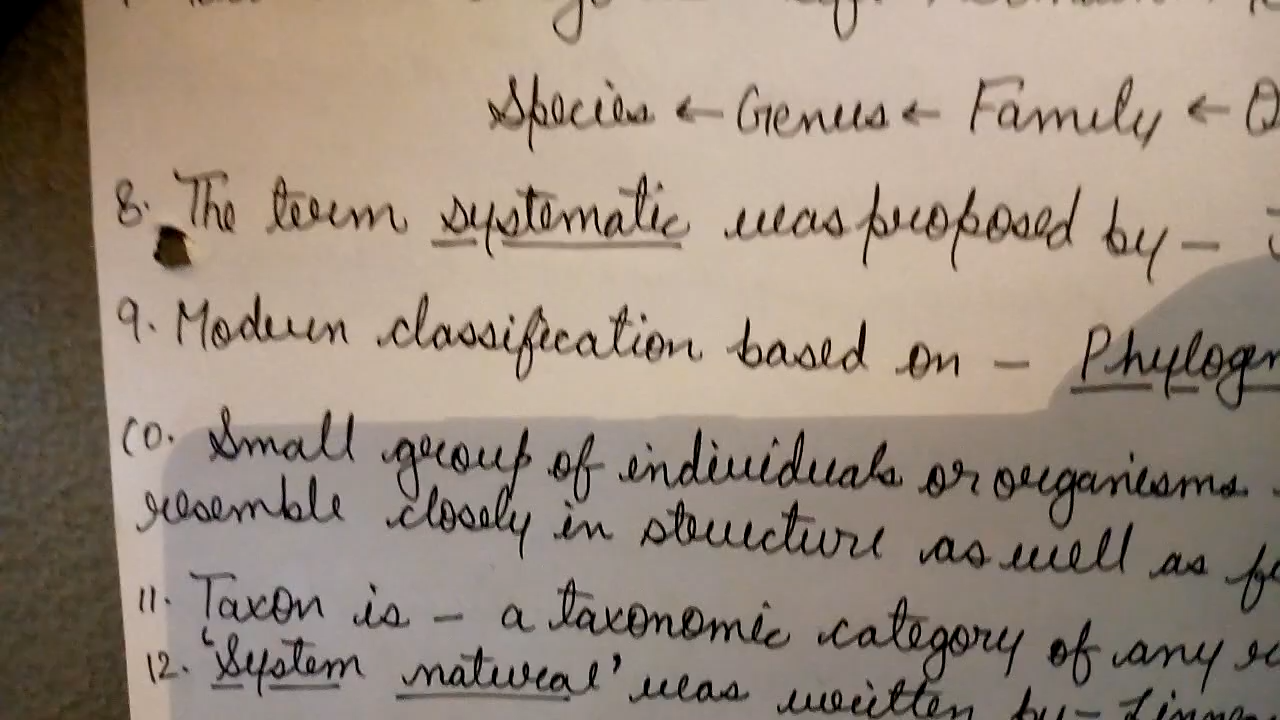 Species ← Genus ← Family ←
8. The term systematic was proposed by –
9. Modern classification based on –
10. Small group of individuals or organisms
resemble closely in structure as well as
11. Taxon is – a taxonomic category of any
12. 'System natural' was written by –